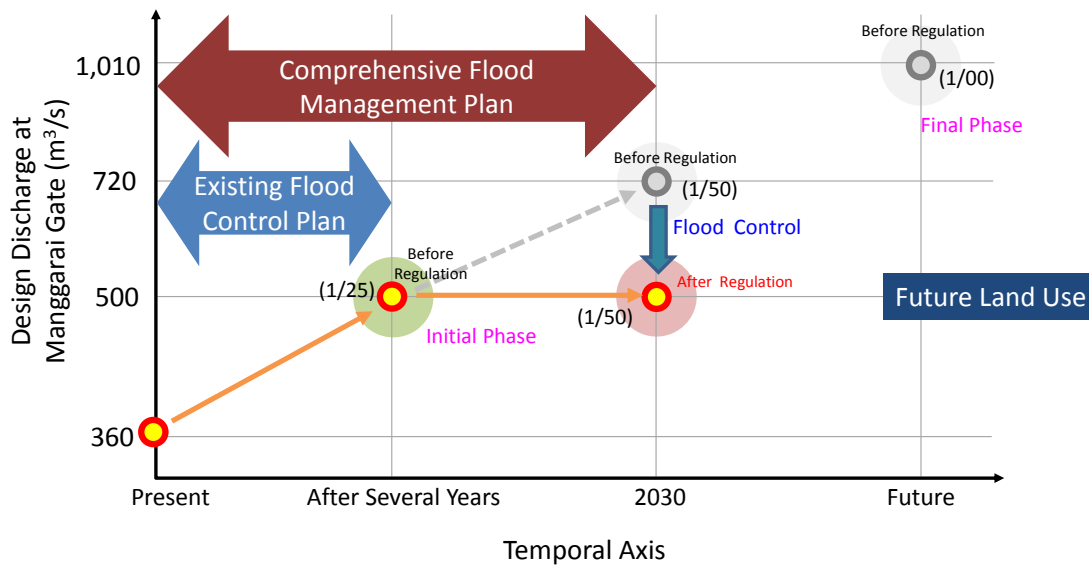 Before Regulation
1,010
(1/00)
Comprehensive Flood
Management Plan
Final Phase
Design Discharge at
Manggarai Gate (m³/s)
Before Regulation
720
(1/50)
Existing Flood
Control Plan
Flood Control
Before
Regulation
(1/25)
After Regulation
500
(1/50)
Future Land Use
Initial Phase
360
Present
After Several Years
2030
Future
Temporal Axis